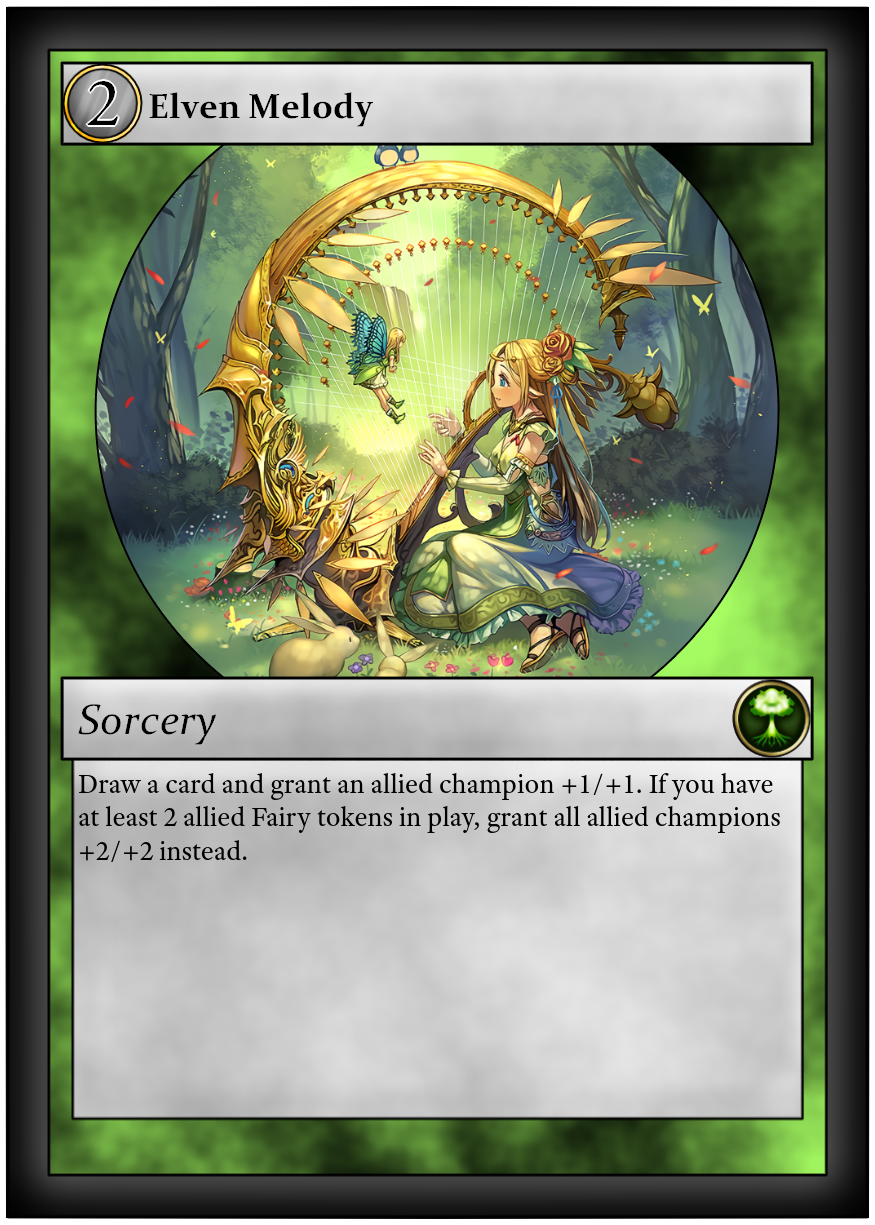 2
Elven Melody
Sorcery
Draw a card and grant an allied champion +1/+1. If you have
at least 2 allied Fairy tokens in play, grant all allied champions
+2/+2 instead.